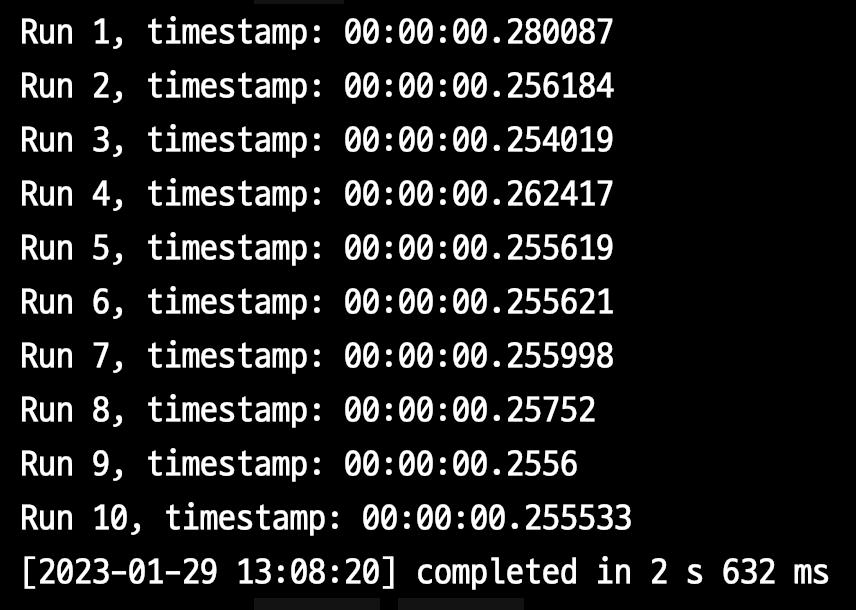 Run 1, timestamp: 00:00:00.280087
Run 2, timestamp: 00:00:00.256184
Run 3, timestamp: 00:00:00.254019
Run 4, timestamp: 00:00:00.262417
Run 5, timestamp: 00:00:00.255619
Run 6, timestamp: 00:00:00.255621
Run 7, timestamp: 00:00:00.255998
Run 8, timestamp: 00:00:00.25752
Run 9, timestamp: 00:00:00.2556
Run 10, timestamp: 00:00:00.255533
[2023-01-29 13:08:20] completed in 2 s 632 ms